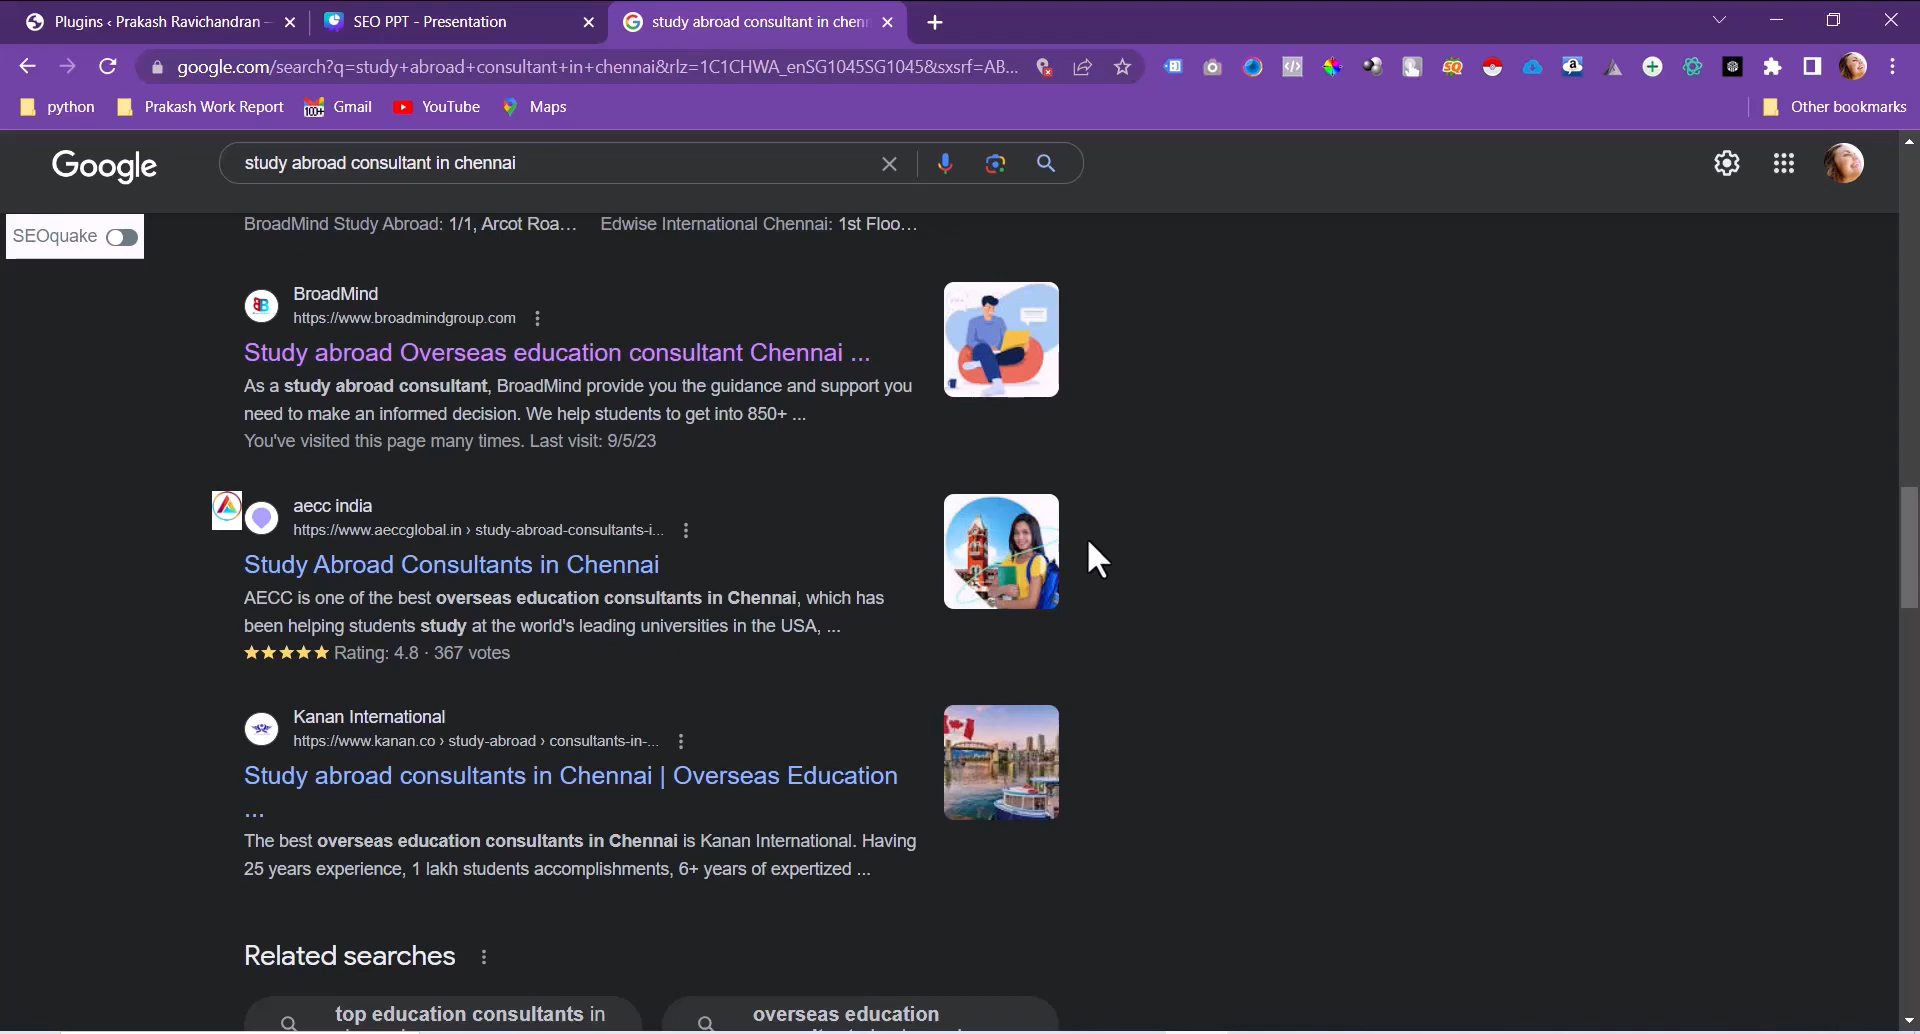 Plugins ‹ Prakash Ravichandran –
SEO PPT - Presentation
study abroad consultant in chenn
google.com/search?q=study+abroad+consultant+in+chennai&rlz=1C1CHWA_enSG1045SG1045&sxsrf=AB...
python
Prakash Work Report
100+
Gmail
YouTube
Maps
Other bookmarks
Google
study abroad consultant in chennai
SEOquake
BroadMind Study Abroad: 1/1, Arcot Roa...
Edwise International Chennai: 1st Floo...
BroadMind
https://www.broadmindgroup.com
Study abroad Overseas education consultant Chennai ...
As a study abroad consultant, BroadMind provide you the guidance and support you
need to make an informed decision. We help students to get into 850+ ...
You've visited this page many times. Last visit: 9/5/23
aecc india
https://www.aeccglobal.in › study-abroad-consultants-i...
Study Abroad Consultants in Chennai
AECC is one of the best overseas education consultants in Chennai, which has
been helping students study at the world's leading universities in the USA, ...
Rating: 4.8 · 367 votes
Kanan International
https://www.kanan.co › study-abroad › consultants-in-...
Study abroad consultants in Chennai | Overseas Education
...
The best overseas education consultants in Chennai is Kanan International. Having
25 years experience, 1 lakh students accomplishments, 6+ years of expertized ...
Related searches
top education consultants in
overseas education